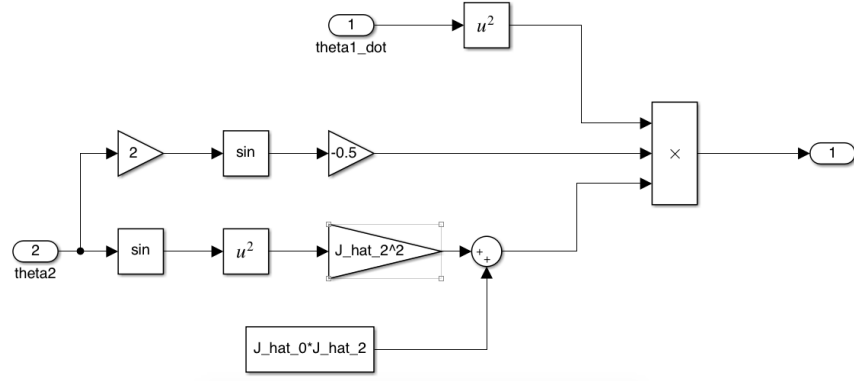 1
theta1_dot
u²
2
sin
-0.5
×
1
2
theta2
sin
u²
J_hat_2^2
+
+
J_hat_0*J_hat_2